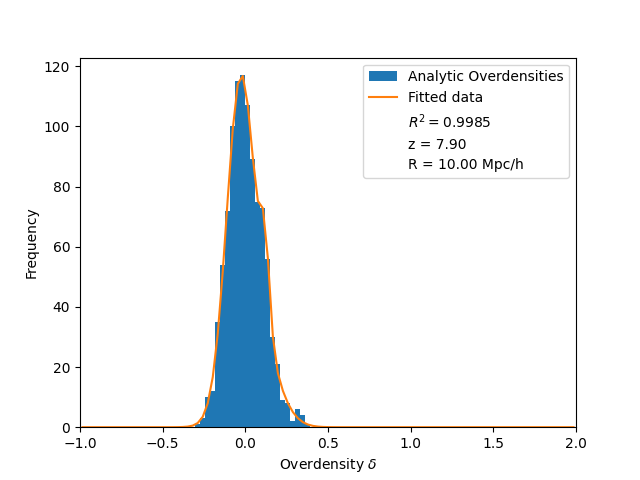 120
100
80
60
40
20
0
Frequency
Analytic Overdensities
Fitted data
R² = 0.9985
z = 7.90
R = 10.00 Mpc/h
−1.0 −0.5 0.0 0.5 1.0 1.5 2.0
Overdensity δ